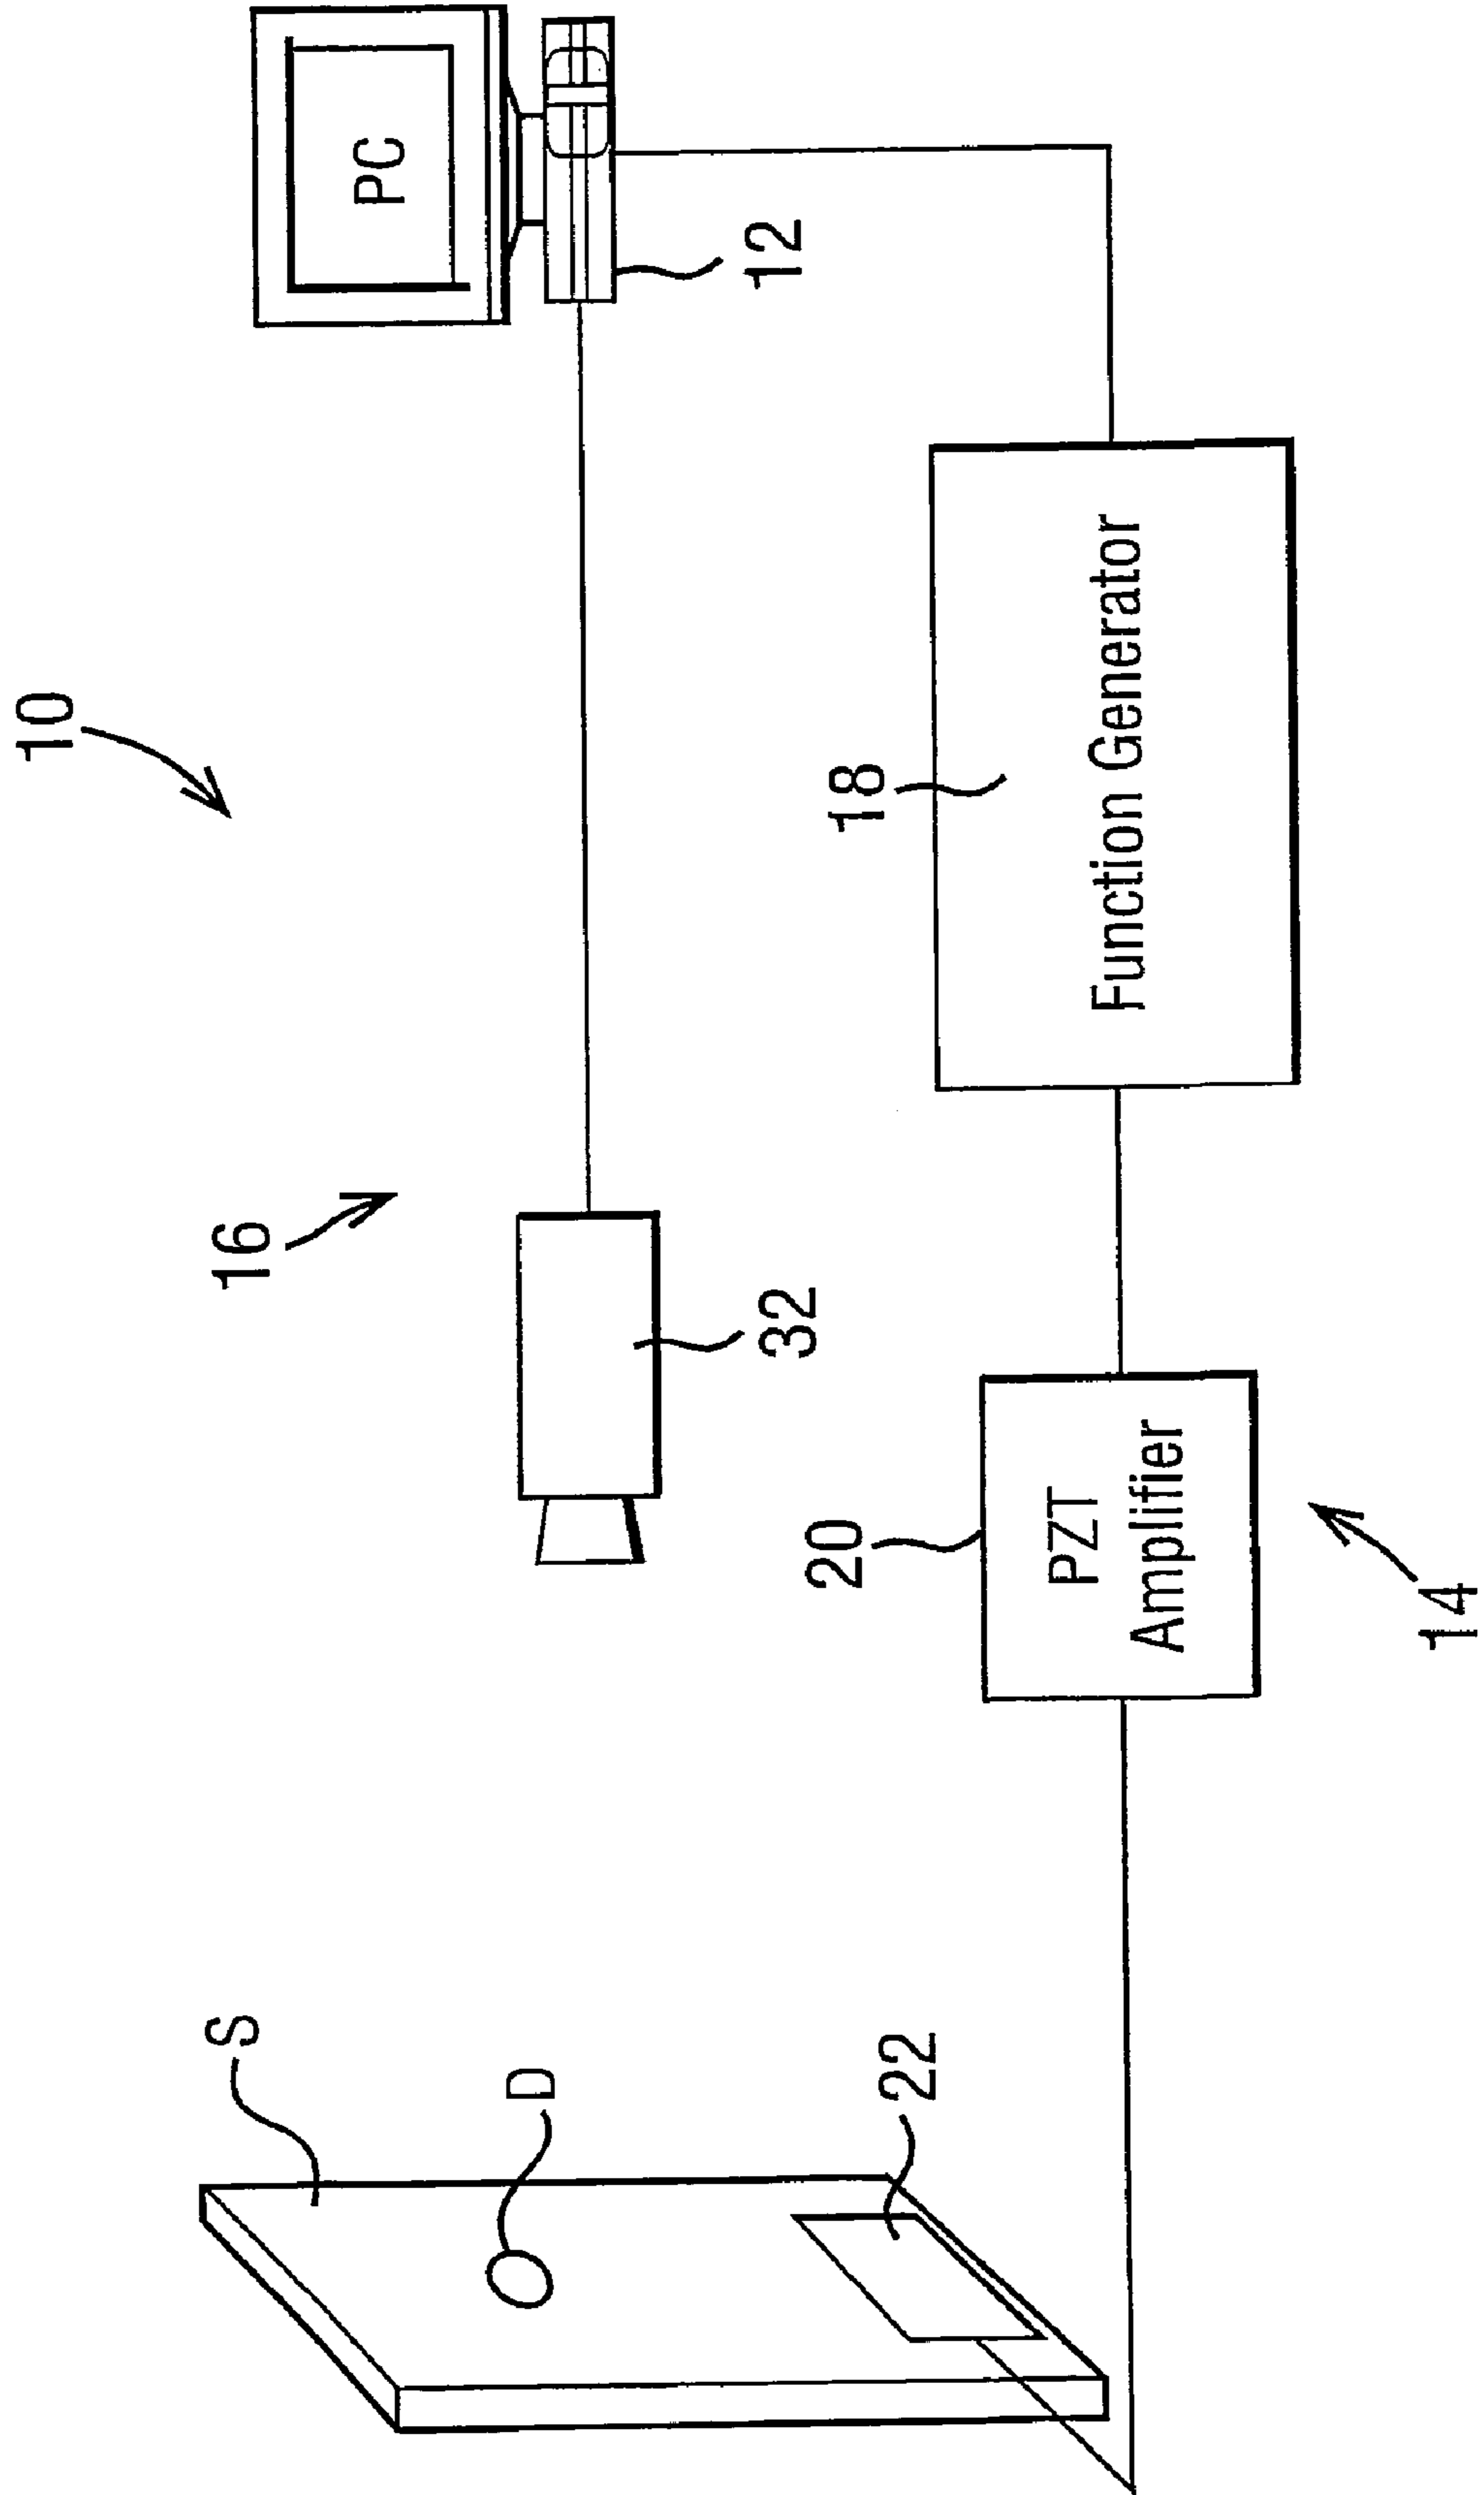 10
PC
12
16
32
18
Function Generator
20
PZT
Amplifier
14
S
D
22